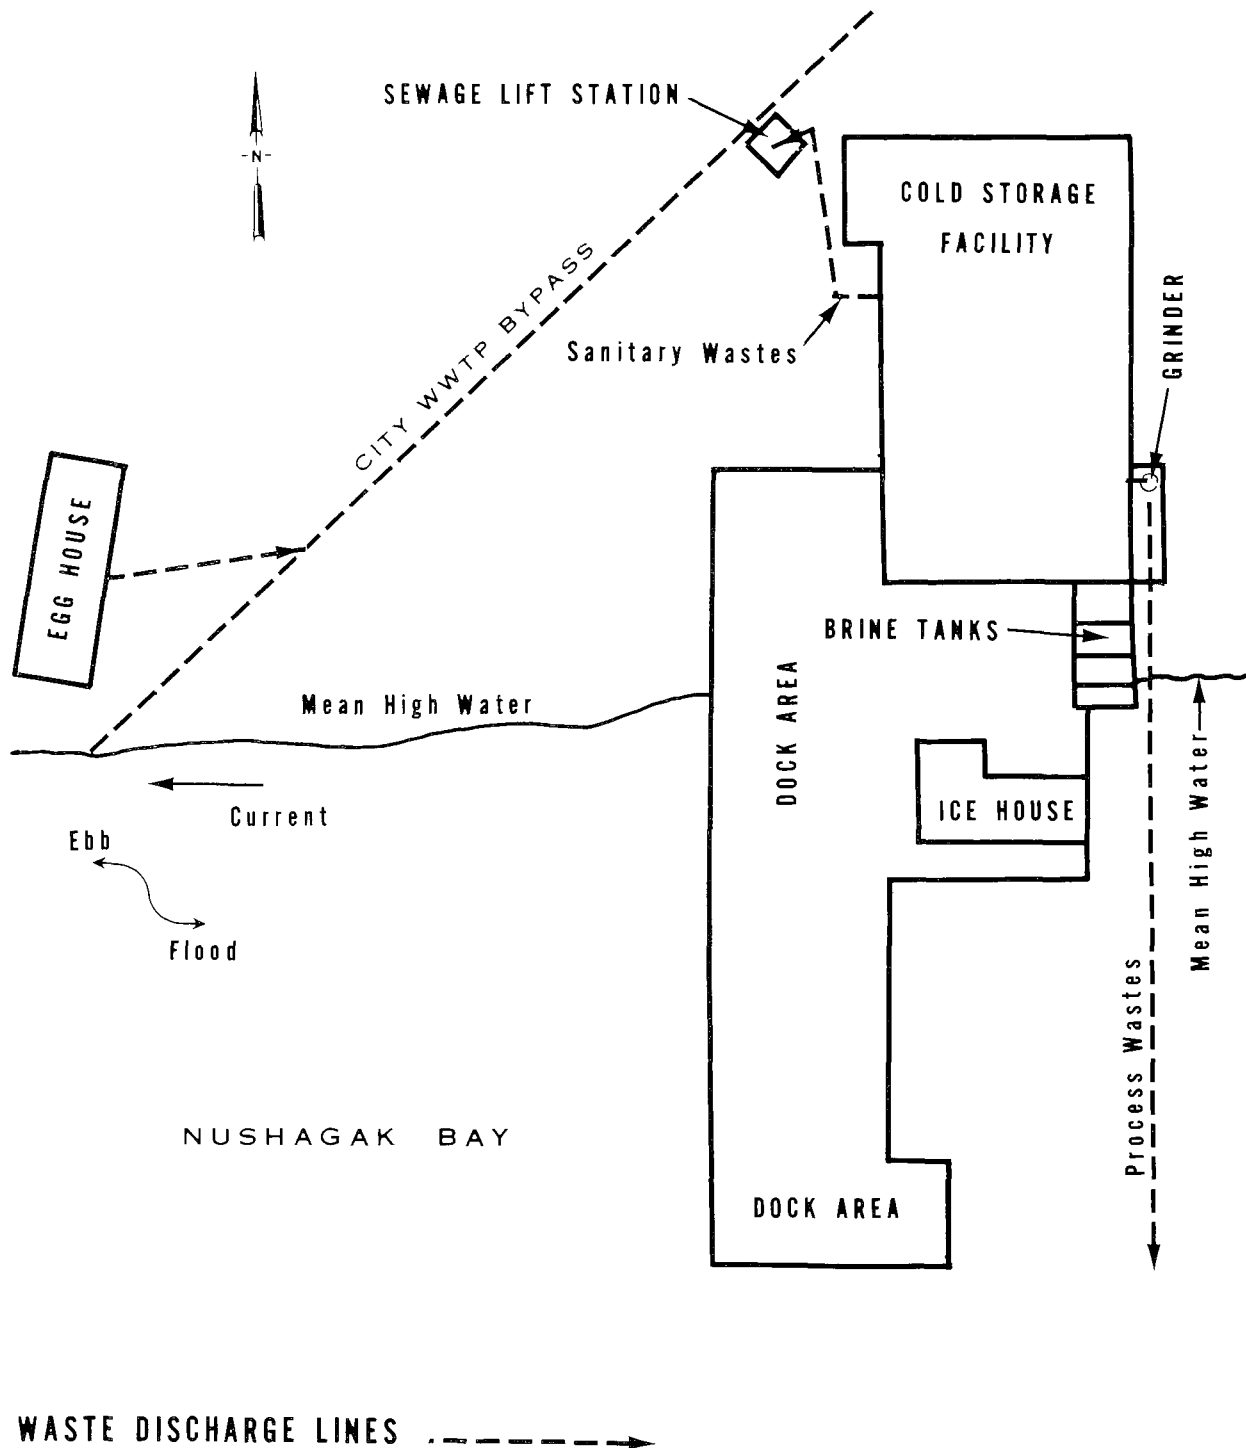 SEWAGE LIFT STATION
-N-
COLD STORAGE
FACILITY
CITY WWTP BYPASS
GRINDER
Sanitary Wastes
EGG HOUSE
BRINE TANKS
Mean High Water
DOCK AREA
Mean High Water
ICE HOUSE
Current
Ebb
Flood
Process Wastes
NUSHAGAK BAY
DOCK AREA
WASTE DISCHARGE LINES